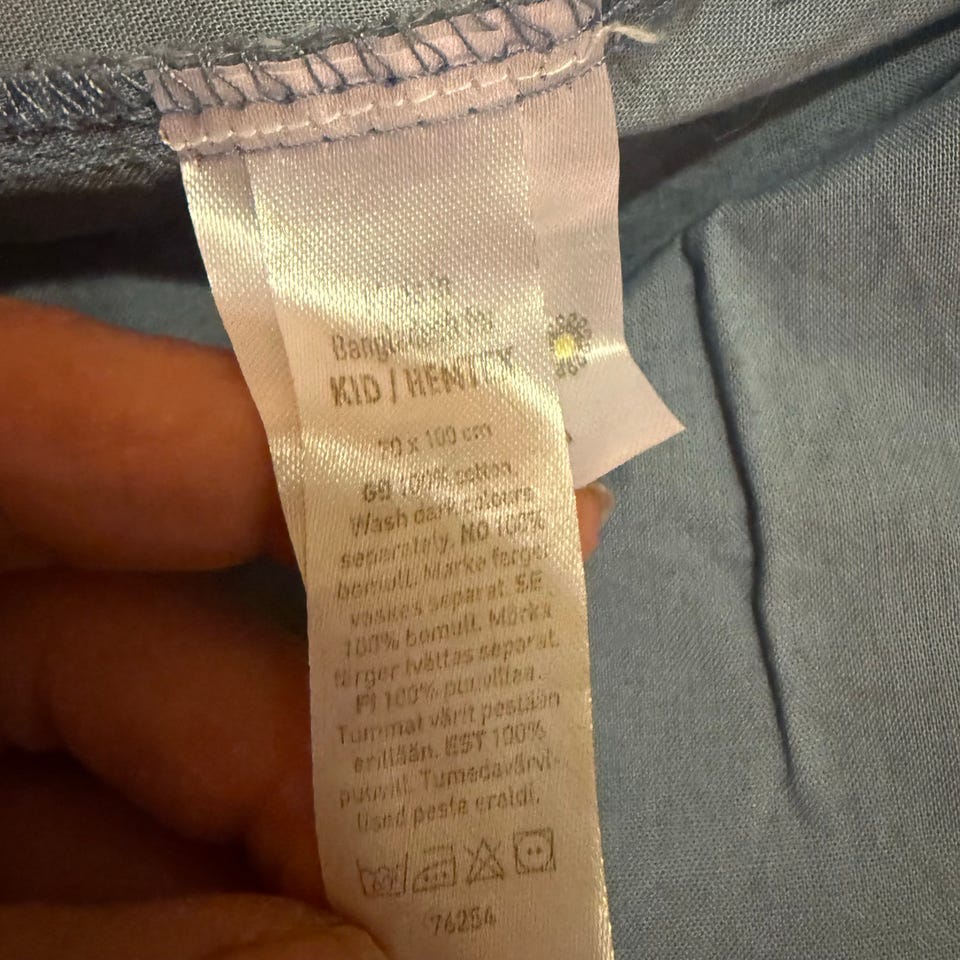 KID / HEMTEX
70 x 100 cm
GB 100% cotton.
Wash dark colours
separately. NO 100%
bomull. Mørke farger
vaskes separat. SE
100% bomull. Mörka
färger tvättas separat.
FI 100% puuvillaa.
Tummat värit pestään
erillään. EST 100%
puuvill. Tumedavärvi-
lised pesta eraldi.
76254